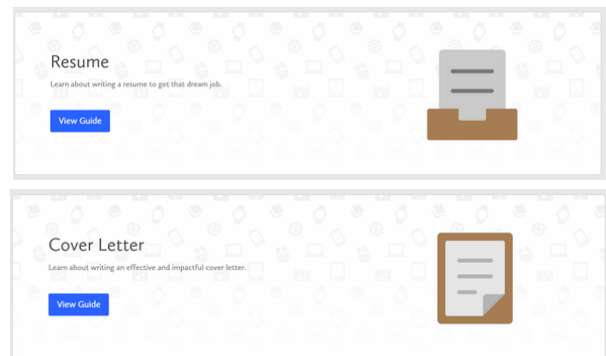 Resume
Learn about writing a resume to get that dream job.
View Guide
Cover Letter
Learn about writing an effective and impactful cover letter.
View Guide